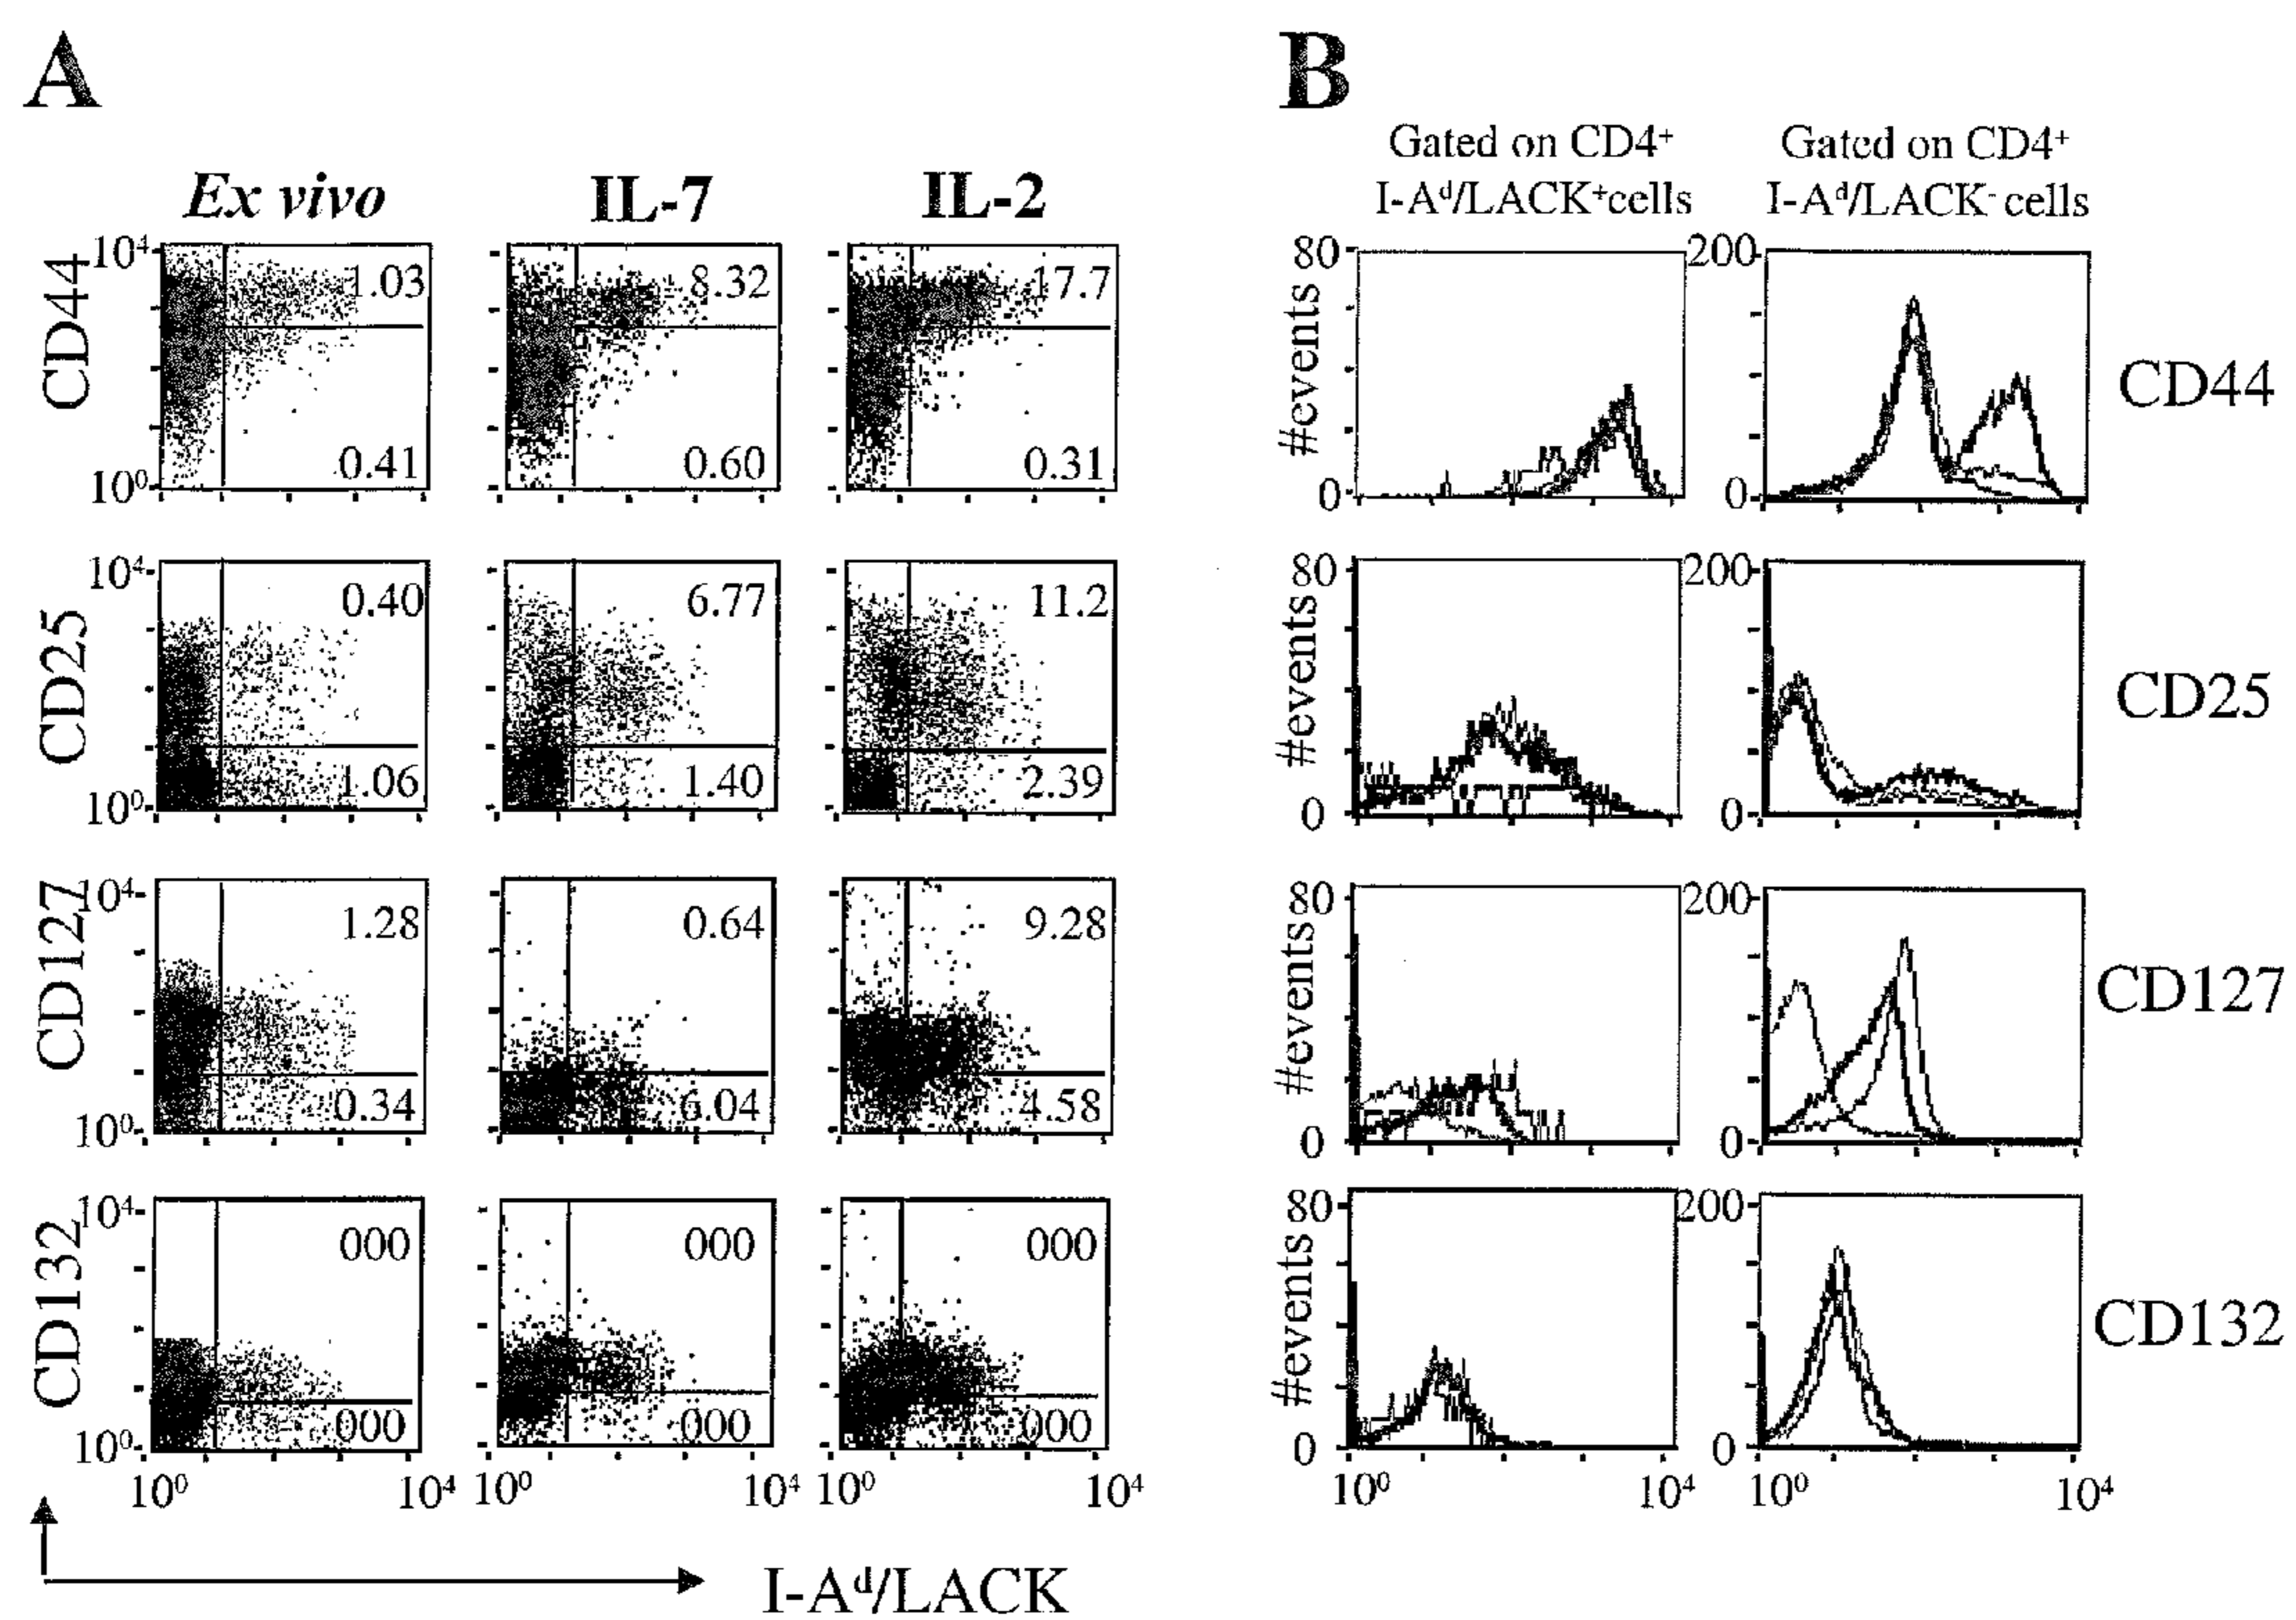 A
B
Gated on CD4⁺
I-Aᵈ/LACK⁺cells
Gated on CD4⁺
I-Aᵈ/LACK⁻ cells
Ex vivo
IL-7
IL-2
CD44
10⁴
10⁰
1.03
0.41
8.32
0.60
17.7
0.31
#events
80
0
200
0
CD44
CD25
10⁴
10⁰
0.40
1.06
6.77
1.40
11.2
2.39
#events
80
0
200
0
CD25
CD127
10⁴
10⁰
1.28
0.34
0.64
6.04
9.28
4.58
#events
80
0
200
0
CD127
CD132
10⁴
10⁰
000
000
000
000
000
000
#events
80
0
200
0
CD132
10⁰ 10⁴ 10⁰ 10⁴ 10⁰ 10⁴
10⁰ 10⁴ 10⁰ 10⁴
I-Aᵈ/LACK